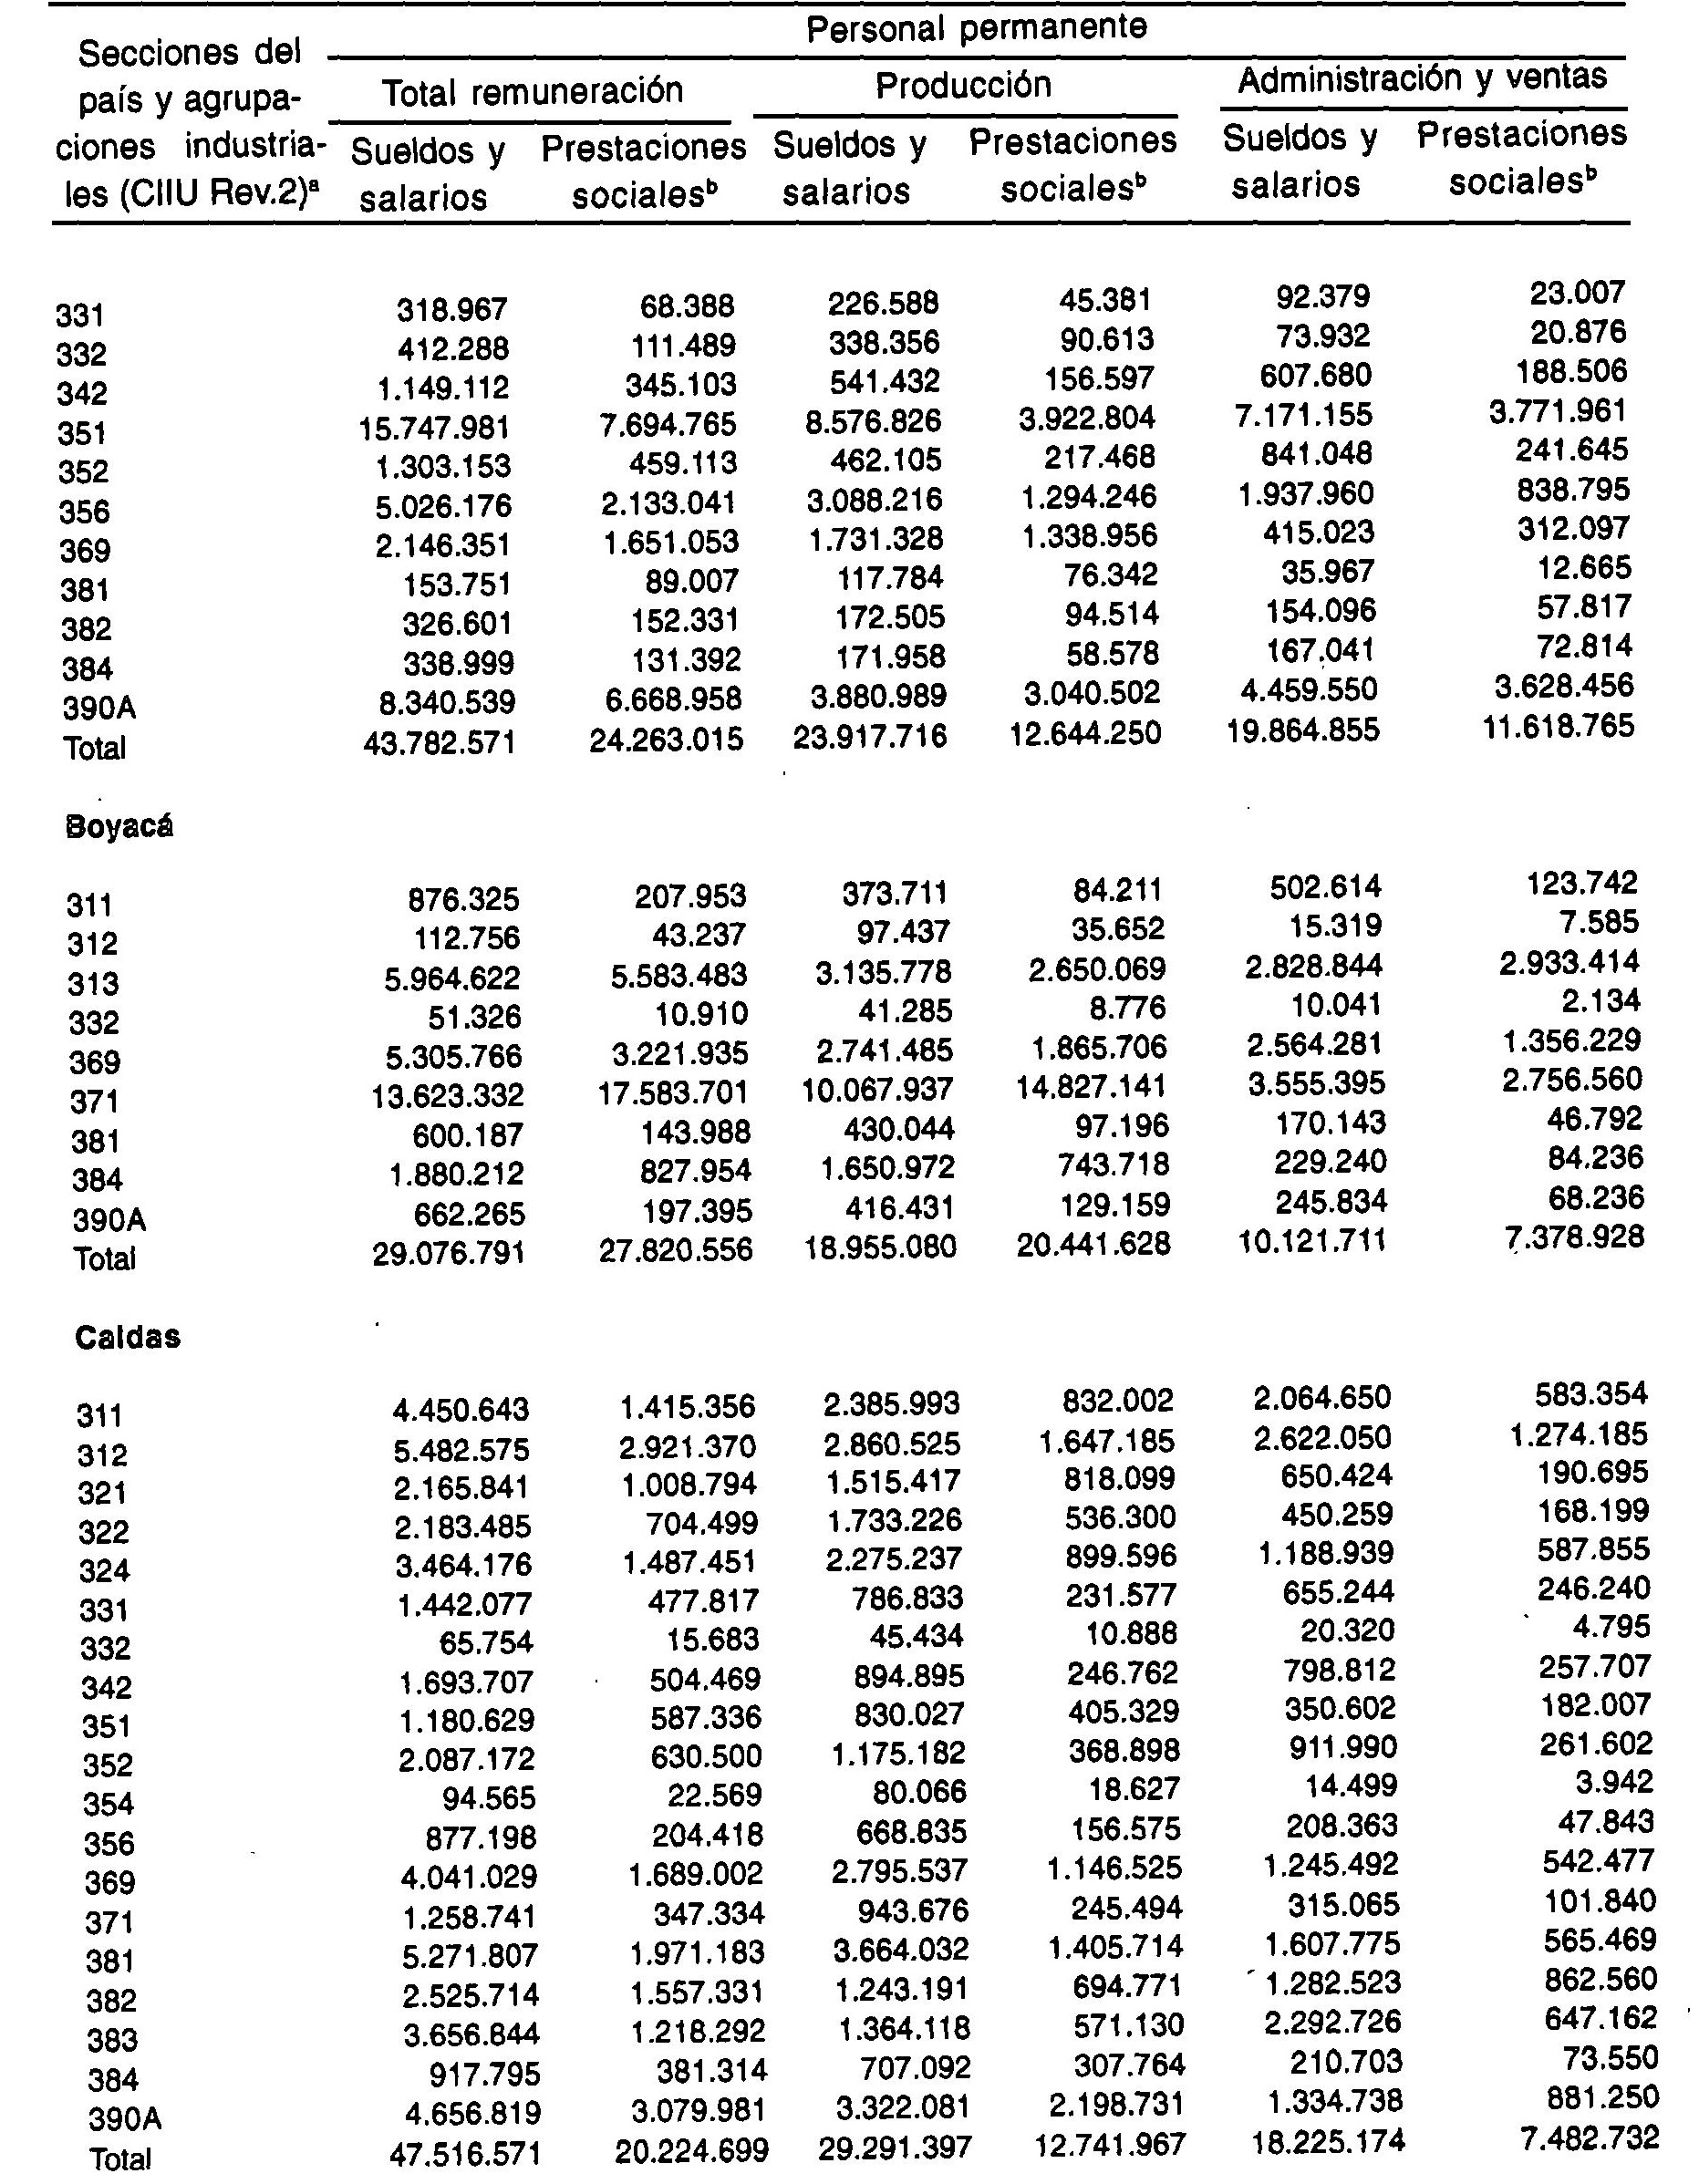 Personal permanente
Secciones del país y agrupa-ciones industria-les (CIIU Rev.2)ᵃ
Total remuneración Producción Administración y ventas
Sueldos y salarios Prestaciones socialesᵇ Sueldos y salarios Prestaciones socialesᵇ Sueldos y salarios Prestaciones socialesᵇ
331 318.967 68.388 226.588 45.381 92.379 23.007
332 412.288 111.489 338.356 90.613 73.932 20.876
342 1.149.112 345.103 541.432 156.597 607.680 188.506
351 15.747.981 7.694.765 8.576.826 3.922.804 7.171.155 3.771.961
352 1.303.153 459.113 462.105 217.468 841.048 241.645
356 5.026.176 2.133.041 3.088.216 1.294.246 1.937.960 838.795
369 2.146.351 1.651.053 1.731.328 1.338.956 415.023 312.097
381 153.751 89.007 117.784 76.342 35.967 12.665
382 326.601 152.331 172.505 94.514 154.096 57.817
384 338.999 131.392 171.958 58.578 167.041 72.814
390A 8.340.539 6.668.958 3.880.989 3.040.502 4.459.550 3.628.456
Total 43.782.571 24.263.015 23.917.716 12.644.250 19.864.855 11.618.765
Boyacá
311 876.325 207.953 373.711 84.211 502.614 123.742
312 112.756 43.237 97.437 35.652 15.319 7.585
313 5.964.622 5.583.483 3.135.778 2.650.069 2.828.844 2.933.414
332 51.326 10.910 41.285 8.776 10.041 2.134
369 5.305.766 3.221.935 2.741.485 1.865.706 2.564.281 1.356.229
371 13.623.332 17.583.701 10.067.937 14.827.141 3.555.395 2.756.560
381 600.187 143.988 430.044 97.196 170.143 46.792
384 1.880.212 827.954 1.650.972 743.718 229.240 84.236
390A 662.265 197.395 416.431 129.159 245.834 68.236
Total 29.076.791 27.820.556 18.955.080 20.441.628 10.121.711 7.378.928
Caldas
311 4.450.643 1.415.356 2.385.993 832.002 2.064.650 583.354
312 5.482.575 2.921.370 2.860.525 1.647.185 2.622.050 1.274.185
321 2.165.841 1.008.794 1.515.417 818.099 650.424 190.695
322 2.183.485 704.499 1.733.226 536.300 450.259 168.199
324 3.464.176 1.487.451 2.275.237 899.596 1.188.939 587.855
331 1.442.077 477.817 786.833 231.577 655.244 246.240
332 65.754 15.683 45.434 10.888 20.320 4.795
342 1.693.707 504.469 894.895 246.762 798.812 257.707
351 1.180.629 587.336 830.027 405.329 350.602 182.007
352 2.087.172 630.500 1.175.182 368.898 911.990 261.602
354 94.565 22.569 80.066 18.627 14.499 3.942
356 877.198 204.418 668.835 156.575 208.363 47.843
369 4.041.029 1.689.002 2.795.537 1.146.525 1.245.492 542.477
371 1.258.741 347.334 943.676 245.494 315.065 101.840
381 5.271.807 1.971.183 3.664.032 1.405.714 1.607.775 565.469
382 2.525.714 1.557.331 1.243.191 694.771 1.282.523 862.560
383 3.656.844 1.218.292 1.364.118 571.130 2.292.726 647.162
384 917.795 381.314 707.092 307.764 210.703 73.550
390A 4.656.819 3.079.981 3.322.081 2.198.731 1.334.738 881.250
Total 47.516.571 20.224.699 29.291.397 12.741.967 18.225.174 7.482.732